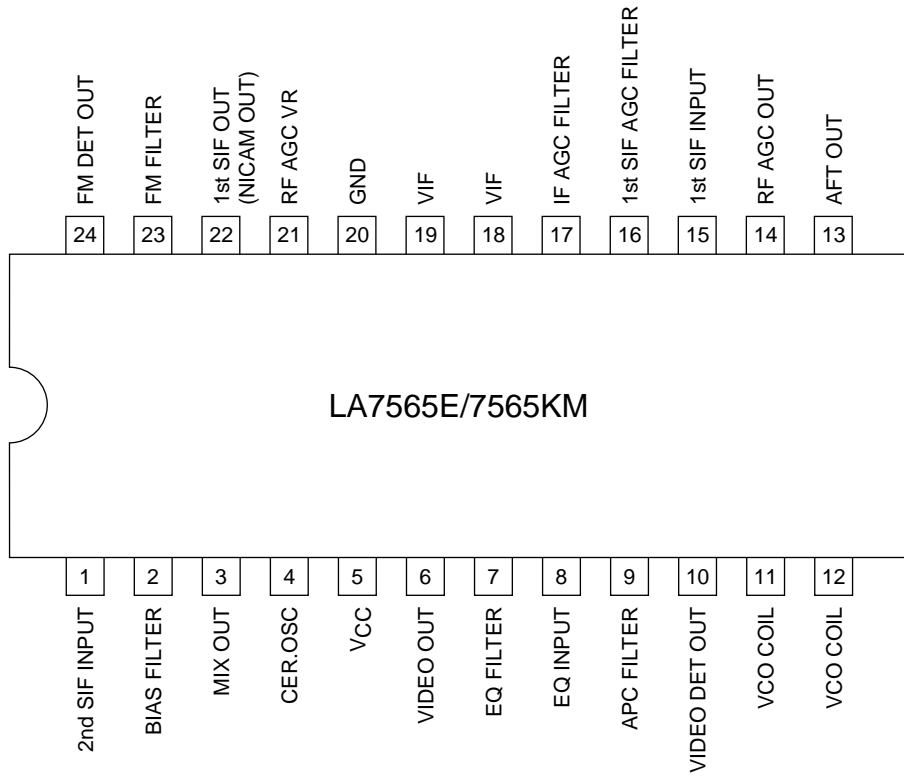 FM DET OUT
FM FILTER
1st SIF OUT
(NICAM OUT)
RF AGC VR
GND
VIF
VIF
IF AGC FILTER
1st SIF AGC FILTER
1st SIF INPUT
RF AGC OUT
AFT OUT
24 23 22 21 20 19 18 17 16 15 14 13
LA7565E/7565KM
1 2 3 4 5 6 7 8 9 10 11 12
2nd SIF INPUT
BIAS FILTER
MIX OUT
CER.OSC
VCC
VIDEO OUT
EQ FILTER
EQ INPUT
APC FILTER
VIDEO DET OUT
VCO COIL
VCO COIL